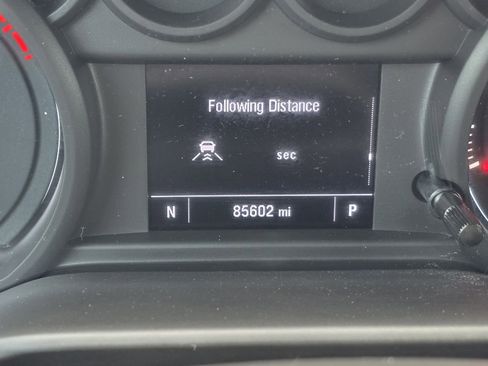 Following Distance
sec
N 85602 mi P